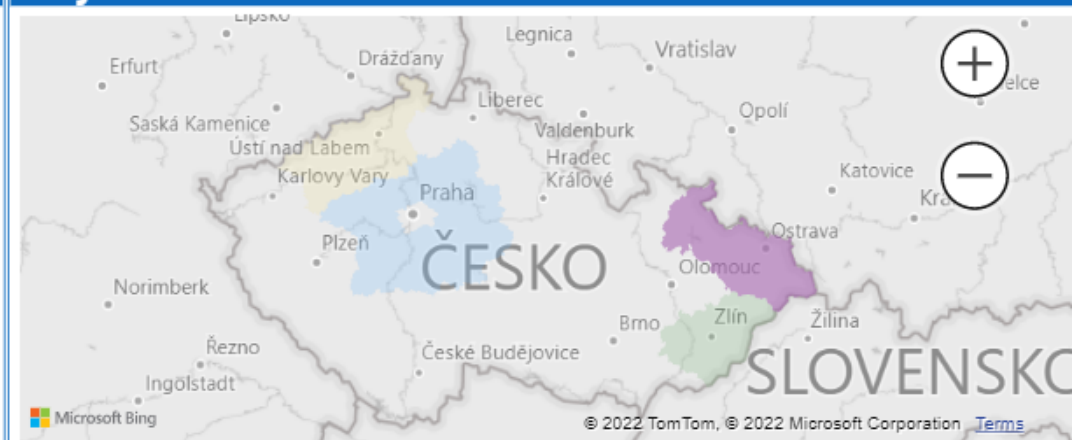 Lipsko
Legnica
Vratislav
Erfurt
Drážďany
elce
Liberec
Opolí
Saská Kamenice
Valdenburk
Ústí nad Labem
Hradec
Králové
Katovice
Karlovy Vary
Praha
Kra
Ostrava
Plzeň
ČESKO
Olomouc
Norimberk
Brno
Zlín
Žilina
Řezno
České Budějovice
SLOVENSKO
Ingolstadt
Microsoft Bing
© 2022 TomTom, © 2022 Microsoft Corporation Terms